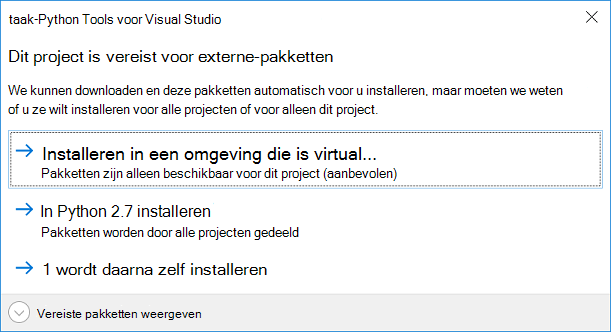 taak-Python Tools voor Visual Studio
Dit project is vereist voor externe-pakketten
We kunnen downloaden en deze pakketten automatisch voor u installeren, maar moeten we weten
of u ze wilt installeren voor alle projecten of voor alleen dit project.
Installeren in een omgeving die is virtual...
Pakketten zijn alleen beschikbaar voor dit project (aanbevolen)
In Python 2.7 installeren
Pakketten worden door alle projecten gedeeld
1 wordt daarna zelf installeren
Vereiste pakketten weergeven